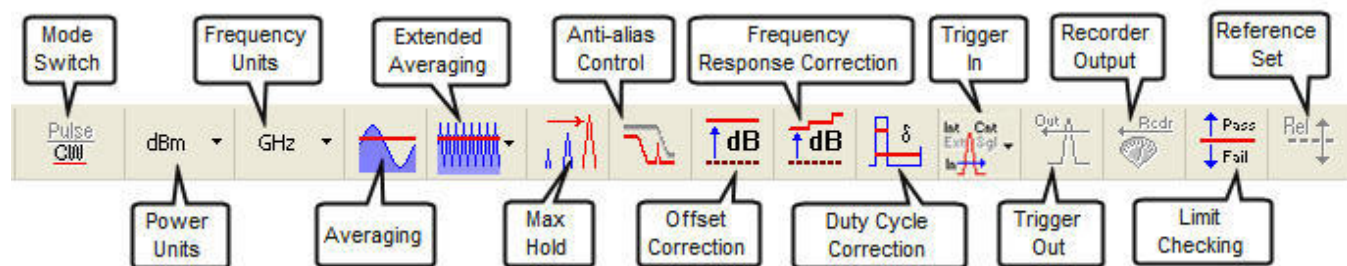 Mode
Switch
Frequency
Units
Extended
Averaging
Anti-alias
Control
Frequency
Response Correction
Trigger
In
Recorder
Output
Reference
Set
Pulse
CW
dBm
GHz
dB
dB
δ
Int Cnt
Ext Sgl
In
Out
Rcdr
Pass
Fail
Rel
Power
Units
Averaging
Max
Hold
Offset
Correction
Duty Cycle
Correction
Trigger
Out
Limit
Checking